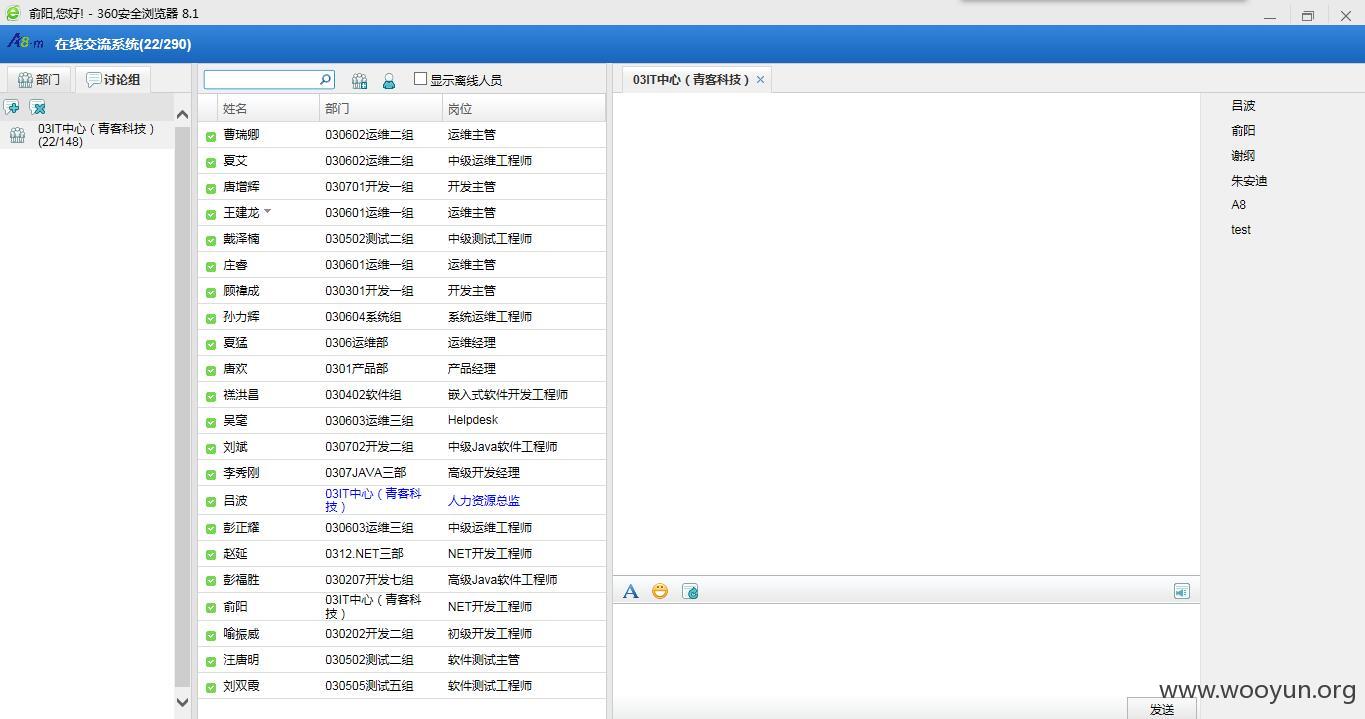 俞阳,您好! - 360安全浏览器 8.1
A8-m 在线交流系统(22/290)
部门 讨论组
03IT中心（青客科技）
(22/148)
显示离线人员
姓名 部门 岗位
曹瑞卿 030602运维二组 运维主管
夏艾 030602运维二组 中级运维工程师
唐增辉 030701开发一组 开发主管
王建龙 030601运维一组 运维主管
戴泽楠 030502测试二组 中级测试工程师
庄睿 030601运维一组 运维主管
顾袆成 030301开发一组 开发主管
孙力辉 030604系统组 系统运维工程师
夏猛 0306运维部 运维经理
唐欢 0301产品部 产品经理
禚洪昌 030402软件组 嵌入式软件开发工程师
吴毫 030603运维三组 Helpdesk
刘斌 030702开发二组 中级Java软件工程师
李秀刚 0307JAVA三部 高级开发经理
吕波 03IT中心（青客科技） 人力资源总监
彭正耀 030603运维三组 中级运维工程师
赵延 0312.NET三部 NET开发工程师
彭福胜 030207开发七组 高级Java软件工程师
俞阳 03IT中心（青客科技） NET开发工程师
喻振威 030202开发二组 初级开发工程师
汪唐明 030502测试二组 软件测试主管
刘双霞 030505测试五组 软件测试工程师
03IT中心（青客科技）
发送
吕波
俞阳
谢纲
朱安迪
A8
test
www.wooyun.org